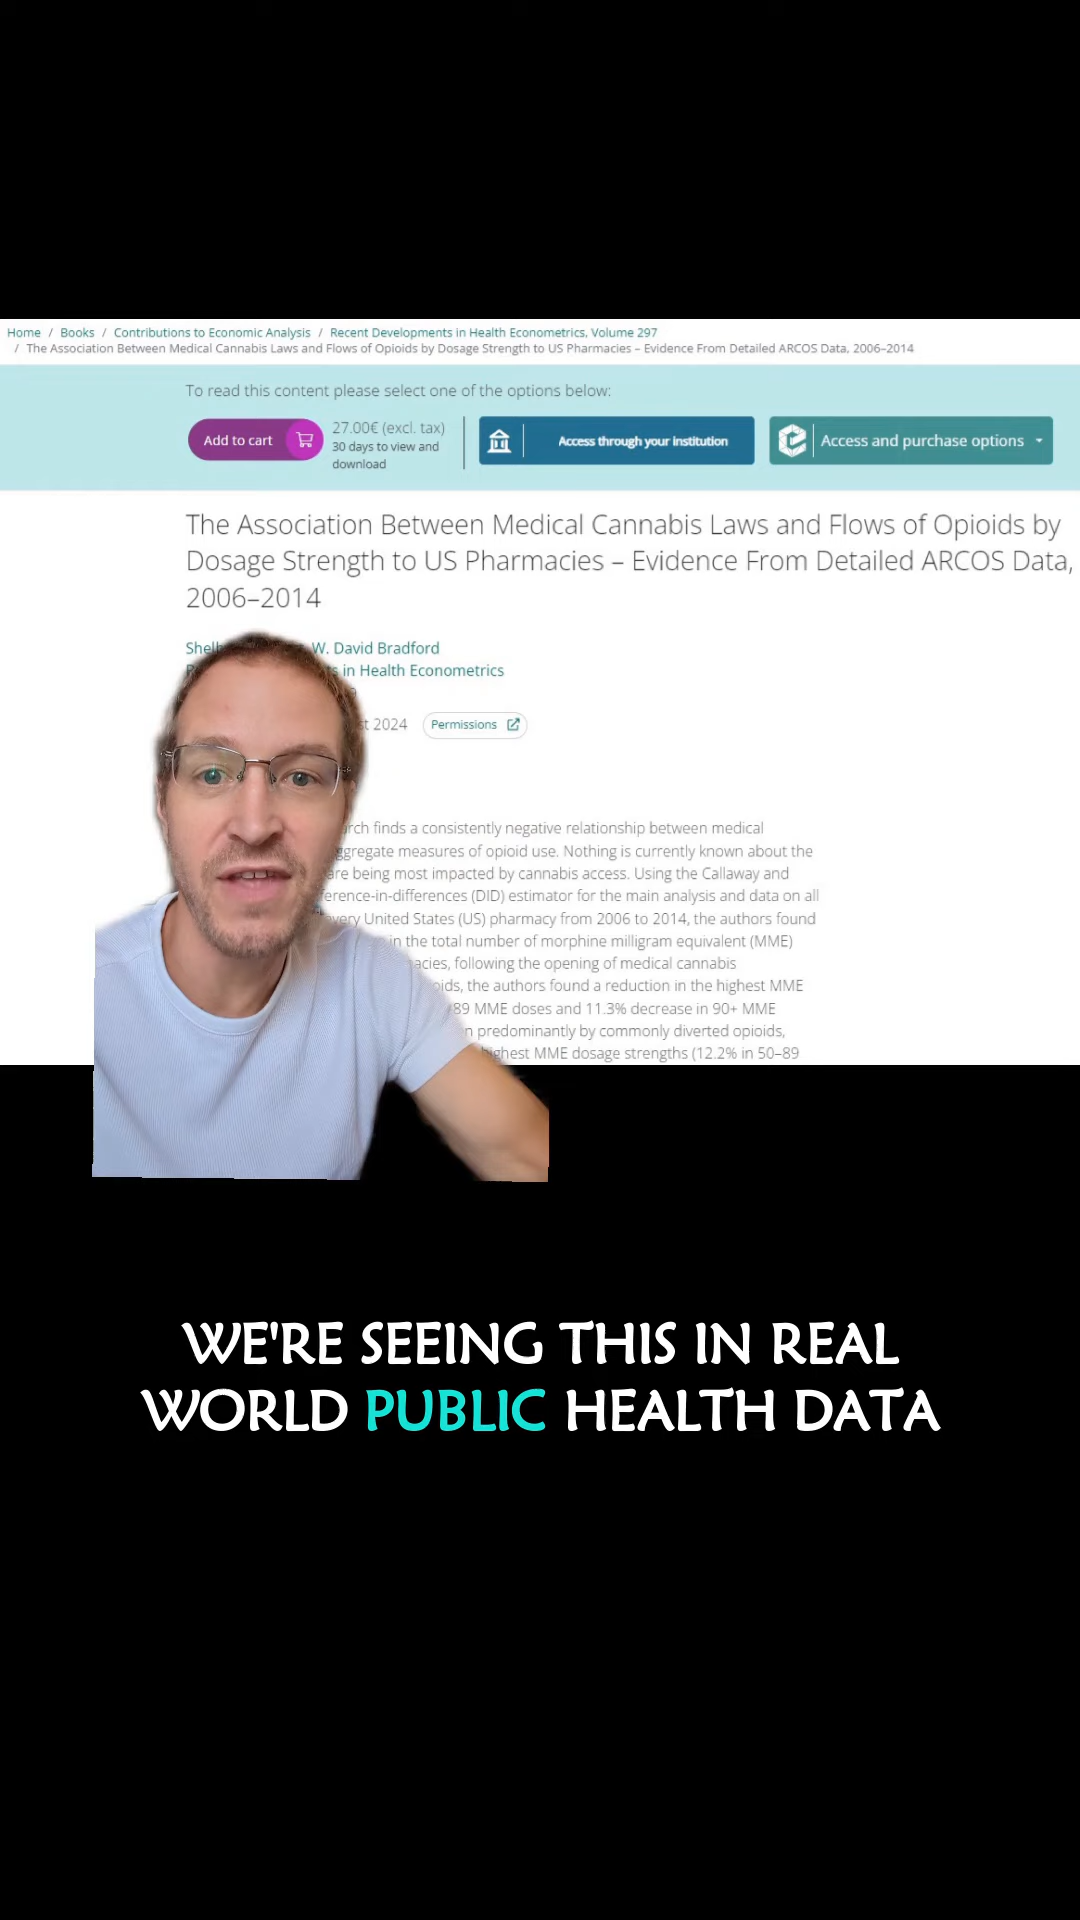 Home / Books / Contributions to Economic Analysis / Recent Developments in Health Econometrics, Volume 297
/ The Association Between Medical Cannabis Laws and Flows of Opioids by Dosage Strength to US Pharmacies – Evidence From Detailed ARCOS Data, 2006–2014
To read this content please select one of the options below:
Add to cart
27.00€ (excl. tax)
30 days to view and
download
Access through your institution
Access and purchase options
The Association Between Medical Cannabis Laws and Flows of Opioids by
Dosage Strength to US Pharmacies – Evidence From Detailed ARCOS Data,
2006–2014
W. David Bradford
in Health Econometrics
2024
Permissions
finds a consistently negative relationship between medical
measures of opioid use. Nothing is currently known about the
are being most impacted by cannabis access. Using the Callaway and
(DID) estimator for the main analysis and data on all
every United States (US) pharmacy from 2006 to 2014, the authors found
in the total number of morphine milligram equivalent (MME)
following the opening of medical cannabis
the authors found a reduction in the highest MME
89 MME doses and 11.3% decrease in 90+ MME
predominantly by commonly diverted opioids,
highest MME dosage strengths (12.2% in 50–89
WE'RE SEEING THIS IN REAL
WORLD PUBLIC HEALTH DATA